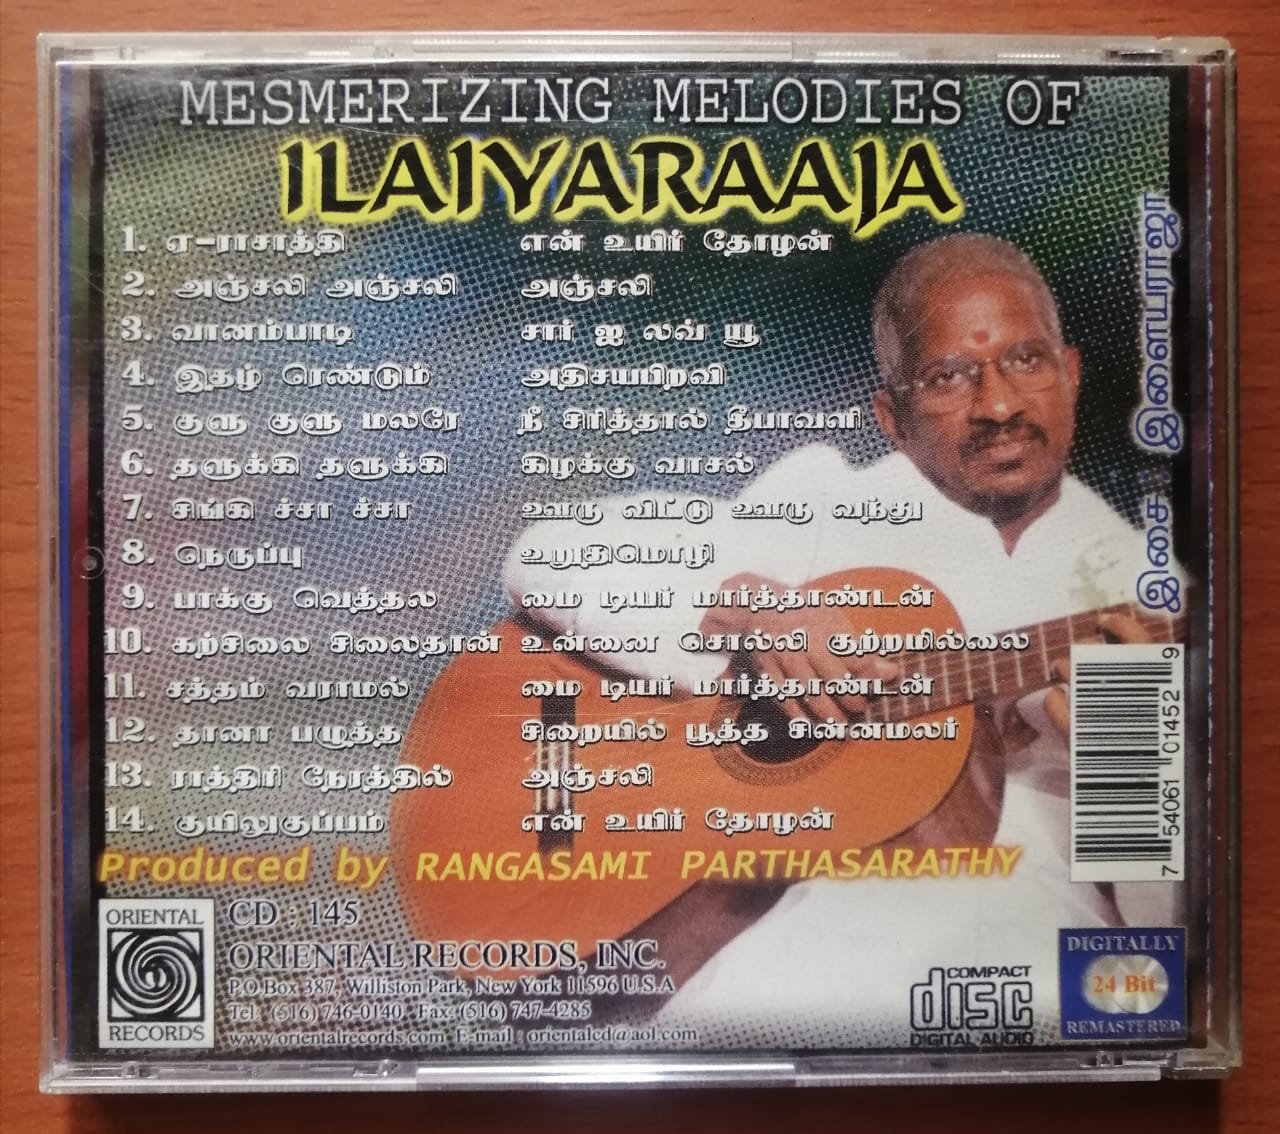 MESMERIZING MELODIES OF
ILAIYARAAJA
1. ஏ-ராசாத்தி என் உயிர் தோழன்
2. அஞ்சலி அஞ்சலி அஞ்சலி
3. வானம்பாடி சார் ஐ லவ் யூ
4. இதழ் ரெண்டும் அதிசயபிறவி
5. குளு குளு மலரே நீ சிரித்தால் தீபாவளி
6. தளுக்கி தளுக்கி கிழக்கு வாசல்
7. சிங்கி ச்சா ச்சா ஊரு விட்டு ஊரு வந்து
8. நெருப்பு உறுதிமொழி
9. பாக்கு வெத்தல மை டியர் மார்த்தாண்டன்
10. கற்சிலை சிலைதான் உன்னை சொல்லி குற்றமில்லை
11. சத்தம் வராமல் மை டியர் மார்த்தாண்டன்
12. தானா பழுத்த சிறையில் பூத்த சின்னமலர்
13. ராத்திரி நேரத்தில் அஞ்சலி
14. குயிலுகுப்பம் என் உயிர் தோழன்
Produced by RANGASAMI PARTHASARATHY
இசை இளையராஜா
7 54061 01452 9
ORIENTAL
RECORDS
CD : 145
ORIENTAL RECORDS, INC.
P.O.Box 387, Williston Park, New York 11596 U.S.A
Tel: (516) 746-0140 Fax: (516) 747-4285
www.orientalrecords.com E-mail : orientalcd@aol.com
COMPACT
disc
DIGITAL AUDIO
DIGITALLY
24 Bit
REMASTERED